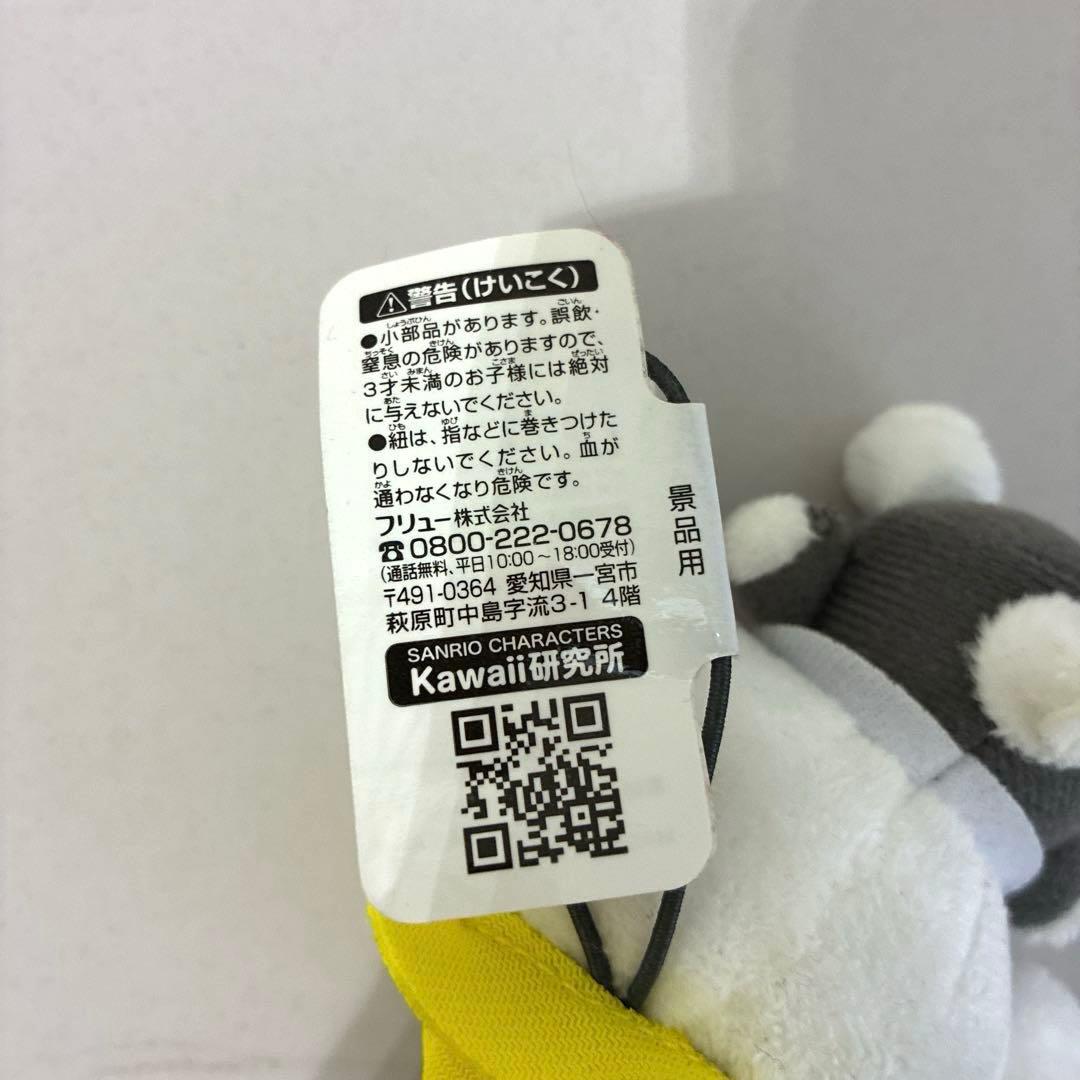 ⚠警告(けいこく)
●小部品があります。誤飲・
窒息の危険がありますので、
3才未満のお子様には絶対
に与えないでください。
●紐は、指などに巻きつけた
りしないでください。血が
通わなくなり危険です。
フリュー株式会社
☎0800-222-0678
(通話無料、平日10:00~18:00受付)
〒491-0364 愛知県一宮市
萩原町中島字流3-1 4階
SANRIO CHARACTERS
Kawaii研究所
景品用